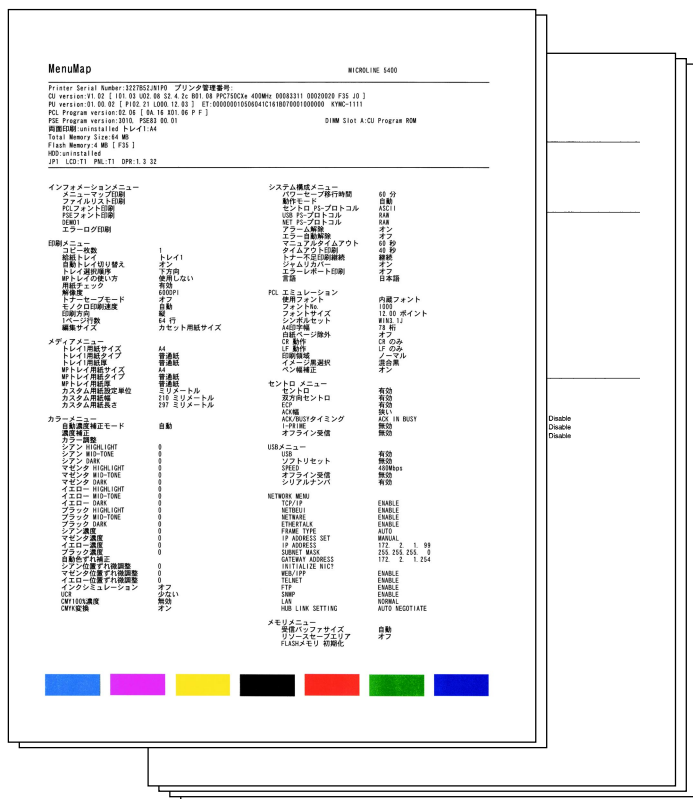 MenuMap MICROLINE 5400
Printer Serial Number:3227B52JN1P0 プリンタ管理番号:
CU version:V1.02 [ I01.03 U02.08 S2.4.2c B01.08 PPC750CXe 400MHz 00083311 00020020 F35 J0 ]
PU version:01.00.02 [ PI02.21 L000.12.03 ] ET:000000010506041C161B070001000000 KYMC-1111
PCL Program version:02.06 [ 0A.16 X01.06 P F ]
PSE Program version:3010, PSE83 00.01 DIMM Slot A:CU Program ROM
両面印刷:uninstalled トレイ1:A4
Total Memory Size:64 MB
Flash Memory:4 MB [ F35 ]
HDD:uninstalled
JP1 LCD:T1 PNL:T1 DPR:1.3 32
インフォメーションメニュー
メニューマップ印刷
ファイルリスト印刷
PCLフォント印刷
PSEフォント印刷
DEMO1
エラーログ印刷
印刷メニュー
コピー枚数 1
給紙トレイ トレイ1
自動トレイ切り替え オン
トレイ選択順序 下方向
MPトレイの使い方 使用しない
用紙チェック 有効
解像度 600DPI
トナーセーブモード オフ
モノクロ印刷速度 自動
印刷方向 縦
1ページ行数 64 行
編集サイズ カセット用紙サイズ
メディアメニュー
トレイ1用紙サイズ A4
トレイ1用紙タイプ 普通紙
トレイ1用紙厚 普通紙
MPトレイ用紙サイズ A4
MPトレイ用紙タイプ 普通紙
MPトレイ用紙厚 普通紙
カスタム用紙設定単位 ミリメートル
カスタム用紙幅 210 ミリメートル
カスタム用紙長さ 297 ミリメートル
カラーメニュー
自動濃度補正モード 自動
濃度補正
カラー調整
シアン HIGHLIGHT 0
シアン MID-TONE 0
シアン DARK 0
マゼンタ HIGHLIGHT 0
マゼンタ MID-TONE 0
マゼンタ DARK 0
イエロー HIGHLIGHT 0
イエロー MID-TONE 0
イエロー DARK 0
ブラック HIGHLIGHT 0
ブラック MID-TONE 0
ブラック DARK 0
シアン濃度 0
マゼンタ濃度 0
イエロー濃度 0
ブラック濃度 0
自動色ずれ補正
シアン位置ずれ微調整 0
マゼンタ位置ずれ微調整 0
イエロー位置ずれ微調整 0
インクシミュレーション オフ
UCR 少ない
CMY100%濃度 無効
CMYK変換 オン
システム構成メニュー
パワーセーブ移行時間 60 分
動作モード 自動
セントロ PS-プロトコル ASCII
USB PS-プロトコル RAW
NET PS-プロトコル RAW
アラーム解除 オン
エラー自動解除 オフ
マニュアルタイムアウト 60 秒
タイムアウト印刷 40 秒
トナー不足印刷継続 継続
ジャムリカバー オン
エラーレポート印刷 オフ
言語 日本語
PCL エミュレーション
使用フォント 内蔵フォント
フォントNo. I000
フォントサイズ 12.00 ポイント
シンボルセット WIN3.1J
A4印字幅 78 桁
白紙ページ除外 オフ
CR 動作 CR のみ
LF 動作 LF のみ
印刷領域 ノーマル
イメージ黒選択 混合黒
ペン幅補正 オン
セントロ メニュー
セントロ 有効
双方向セントロ 有効
ECP 有効
ACK幅 狭い
ACK/BUSYタイミング ACK IN BUSY
I-PRIME 無効
オフライン受信 無効
USBメニュー
USB 有効
ソフトリセット 無効
SPEED 480Mbps
オフライン受信 無効
シリアルナンバ 有効
NETWORK MENU
TCP/IP ENABLE
NETBEUI ENABLE
NETWARE ENABLE
ETHERTALK ENABLE
FRAME TYPE AUTO
IP ADDRESS SET MANUAL
IP ADDRESS 172. 2. 1. 99
SUBNET MASK 255.255.255. 0
GATEWAY ADDRESS 172. 2. 1.254
INITIALIZE NIC?
WEB/IPP ENABLE
TELNET ENABLE
FTP ENABLE
SNMP ENABLE
LAN NORMAL
HUB LINK SETTING AUTO NEGOTIATE
メモリメニュー
受信バッファサイズ 自動
リソースセーブエリア オフ
FLASHメモリ 初期化
Disable
Disable
Disable